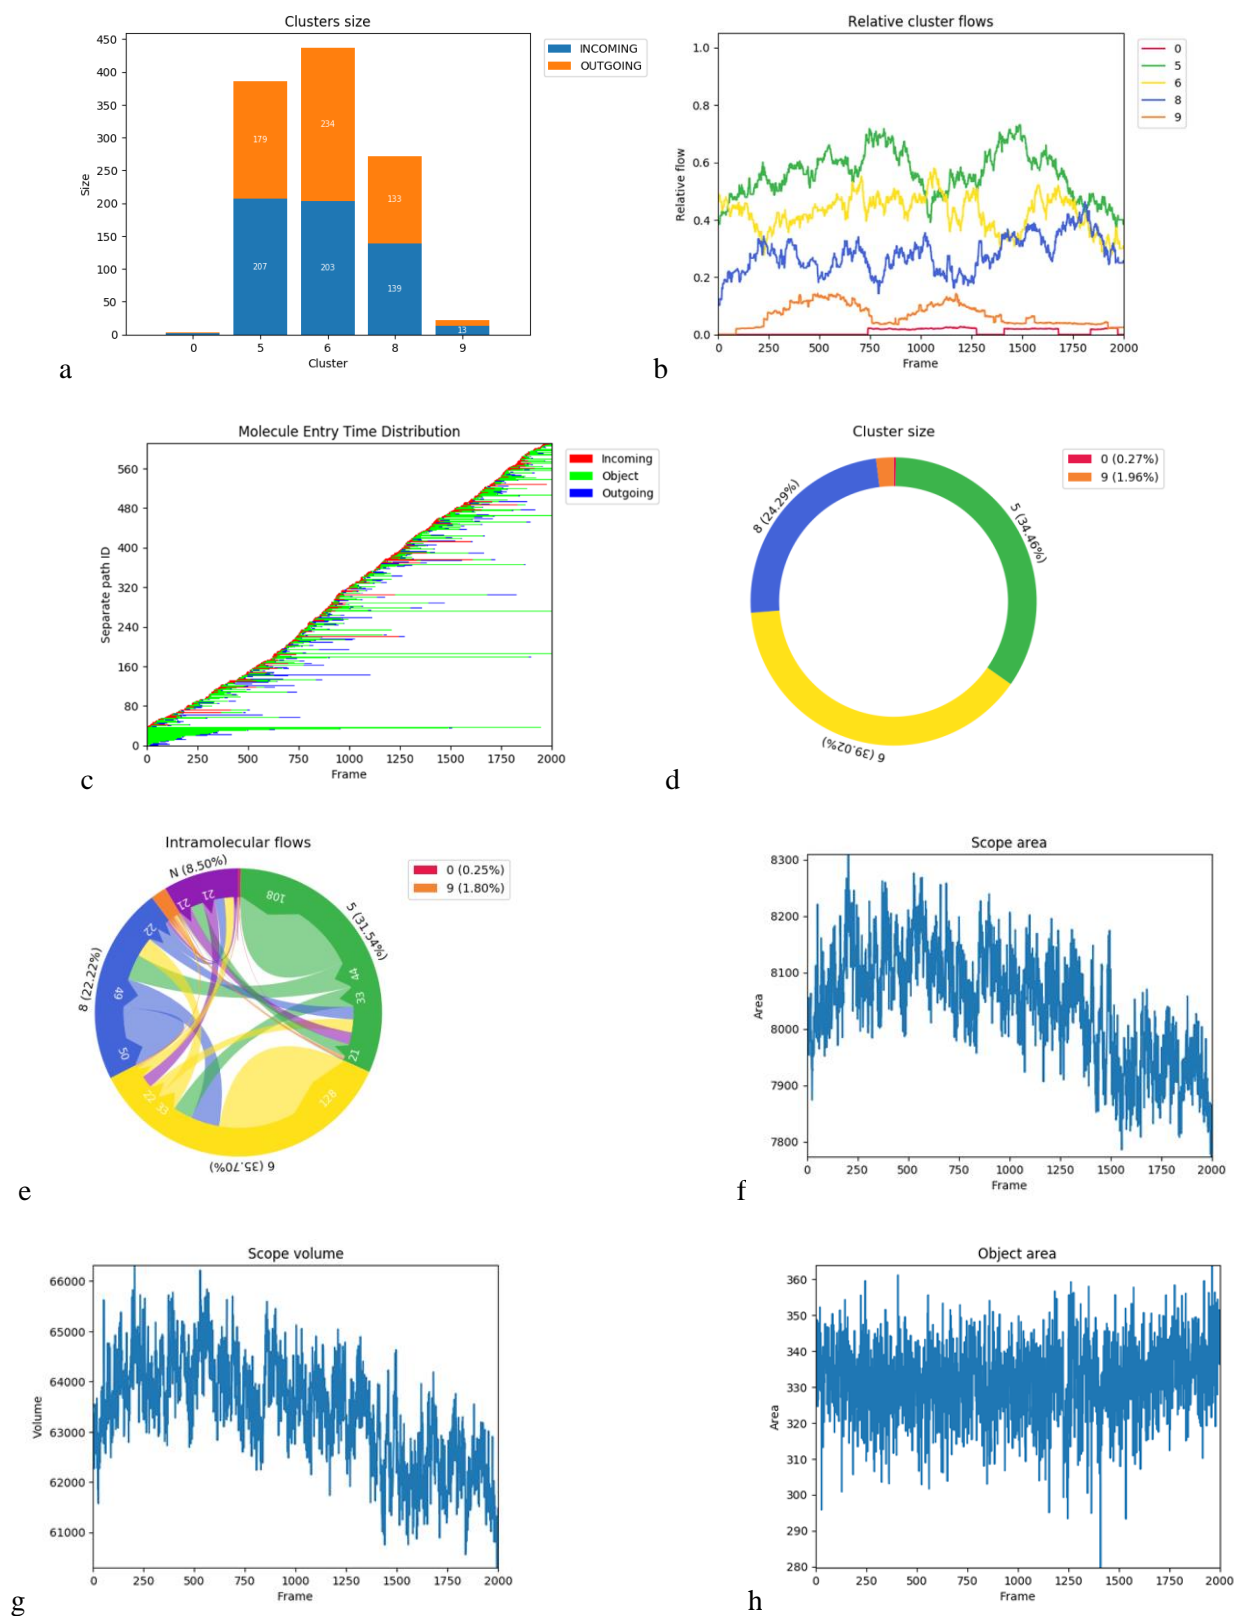 Clusters size
450
400
350
300
250
200
150
100
50
0
Size
179
234
133
207
203
139
13
0 5 6 8 9
Cluster
INCOMING
OUTGOING
a
Relative cluster flows
1.0
0.8
0.6
0.4
0.2
0.0
Relative flow
0 250 500 750 1000 1250 1500 1750 2000
Frame
0
5
6
8
9
b
Molecule Entry Time Distribution
560
480
400
320
240
160
80
0
Separate path ID
0 250 500 750 1000 1250 1500 1750 2000
Frame
Incoming
Object
Outgoing
c
Cluster size
0 (0.27%)
9 (1.96%)
8 (24.29%)
5 (34.46%)
6 (39.02%)
d
Intramolecular flows
0 (0.25%)
9 (1.80%)
N (8.50%)
5 (31.54%)
8 (22.22%)
6 (35.70%)
108
44
33
21
128
33
22
50
49
22
21
21
e
Scope area
8300
8200
8100
8000
7900
7800
Area
0 250 500 750 1000 1250 1500 1750 2000
Frame
f
Scope volume
66000
65000
64000
63000
62000
61000
Volume
0 250 500 750 1000 1250 1500 1750 2000
Frame
g
Object area
360
350
340
330
320
310
300
290
280
Area
0 250 500 750 1000 1250 1500 1750 2000
Frame
h